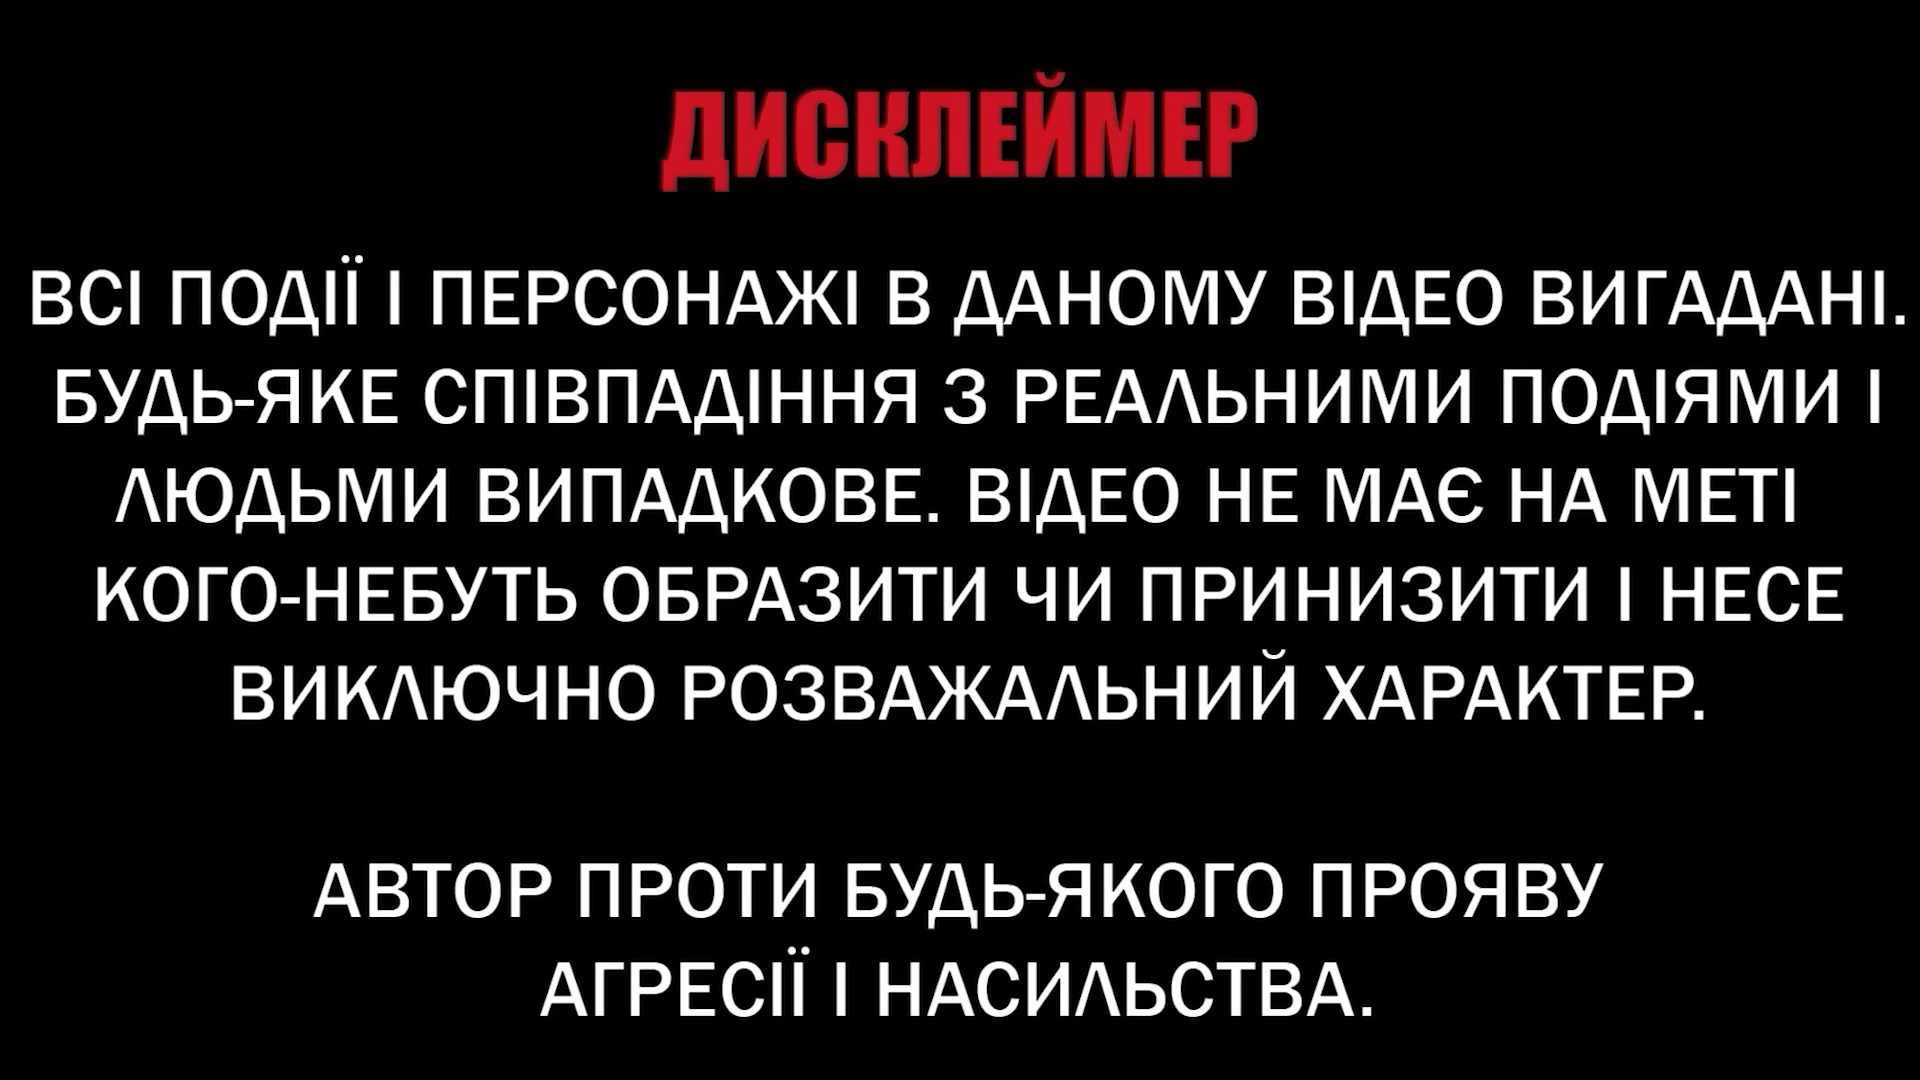 ДИСКЛЕЙМЕР
ВСІ ПОДІЇ І ПЕРСОНАЖІ В ДАНОМУ ВІДЕО ВИГАДАНІ.
БУДЬ-ЯКЕ СПІВПАДІННЯ З РЕАЛЬНИМИ ПОДІЯМИ І
ЛЮДЬМИ ВИПАДКОВЕ. ВІДЕО НЕ МАЄ НА МЕТІ
КОГО-НЕБУТЬ ОБРАЗИТИ ЧИ ПРИНИЗИТИ І НЕСЕ
ВИКЛЮЧНО РОЗВАЖАЛЬНИЙ ХАРАКТЕР.
АВТОР ПРОТИ БУДЬ-ЯКОГО ПРОЯВУ
АГРЕСІЇ І НАСИЛЬСТВА.